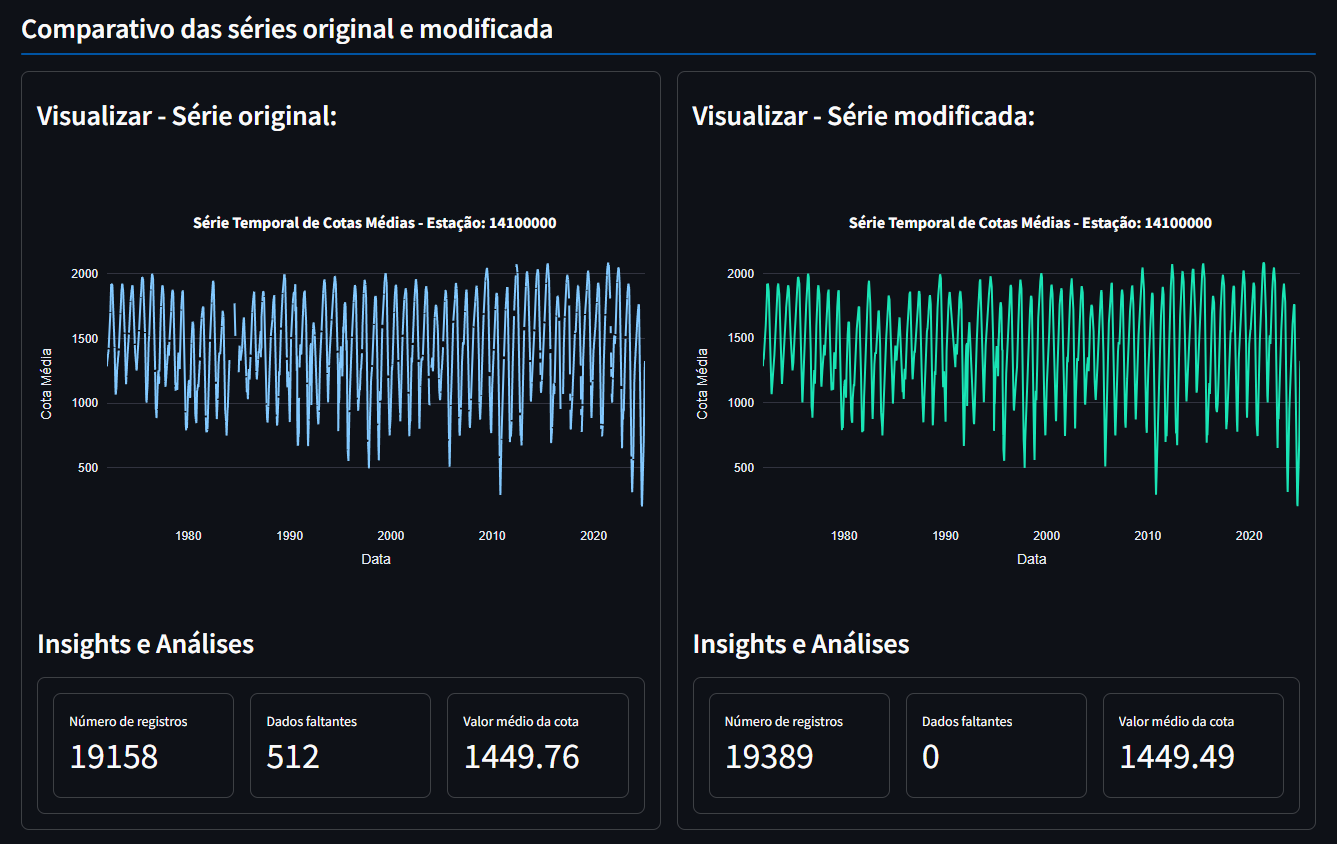 Comparativo das séries original e modificada
Visualizar - Série original:
Série Temporal de Cotas Médias - Estação: 14100000
2000
1500
1000
500
Cota Média
1980
1990
2000
2010
2020
Data
Insights e Análises
Número de registros
19158
Dados faltantes
512
Valor médio da cota
1449.76
Visualizar - Série modificada:
Série Temporal de Cotas Médias - Estação: 14100000
2000
1500
1000
500
Cota Média
1980
1990
2000
2010
2020
Data
Insights e Análises
Número de registros
19389
Dados faltantes
0
Valor médio da cota
1449.49